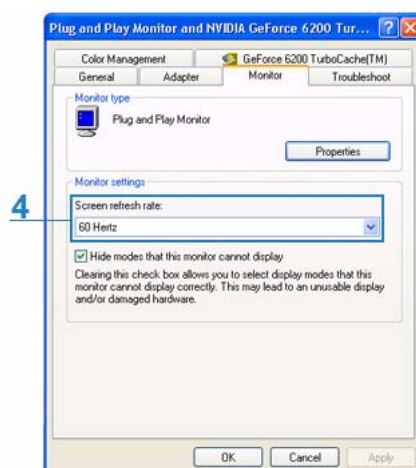 Plug and Play Monitor and NVIDIA GeForce 6200 Tur...
Color Management
GeForce 6200 TurboCache(TM)
General
Adapter
Monitor
Troubleshoot
Monitor type
Plug and Play Monitor
Properties
Monitor settings
4
Screen refresh rate:
60 Hertz
Hide modes that this monitor cannot display
Clearing this check box allows you to select display modes that this
monitor cannot display correctly. This may lead to an unusable display
and/or damaged hardware.
OK
Cancel
Apply